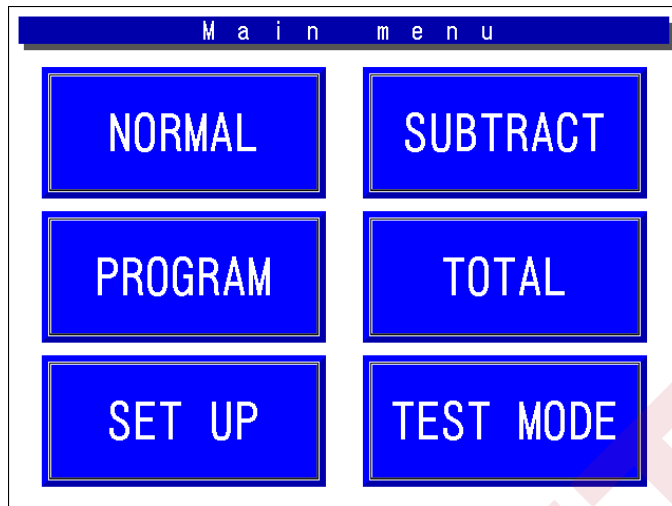 Main menu
NORMAL
SUBTRACT
PROGRAM
TOTAL
SET UP
TEST MODE